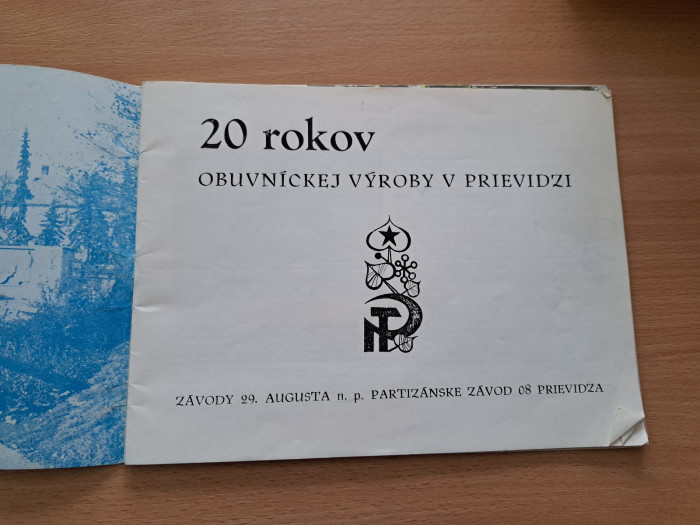 20 rokov
OBUVNÍCKEJ VÝROBY V PRIEVIDZI
ZÁVODY 29. AUGUSTA n. p. PARTIZÁNSKE ZÁVOD 08 PRIEVIDZA